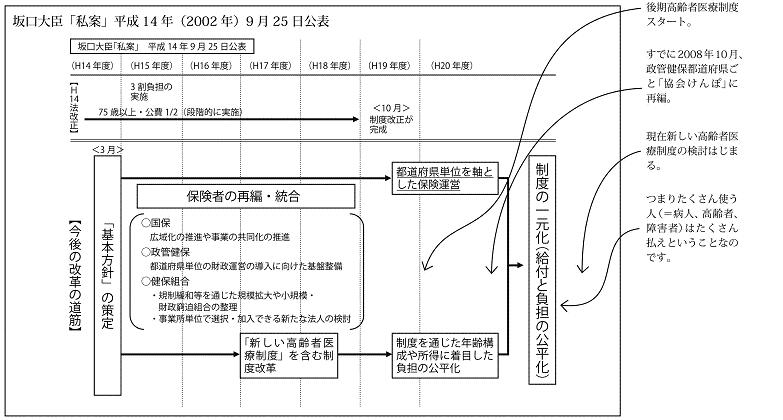 坂口大臣「私案」平成14年(2002年)9月25日公表
坂口大臣「私案」 平成14年9月25日公表
(H14年度)
(H15年度)
(H16年度)
(H17年度)
(H18年度)
(H19年度)
(H20年度)
【H14法改正】
3割負担の
実施
75歳以上・公費1/2(段階的に実施)
<10月>
制度改正が
完成
【今後の改革の道筋】
<3月>
「基本方針」の策定
都道府県単位を軸と
した保険運営
保険者の再編・統合
○国保
広域化の推進や事業の共同化の推進
○政管健保
都道府県単位の財政運営の導入に向けた基盤整備
○健保組合
・規制緩和等を通じた規模拡大や小規模・
財政窮迫組合の整理
・事業所単位で選択・加入できる新たな法人の検討
「新しい高齢者医
療制度」を含む制
度改革
制度を通じた年齢構
成や所得に着目した
負担の公平化
制度の一元化(給付と負担の公平化)
後期高齢者医療制度
スタート。
すでに2008年10月、
政管健保都道府県ご
と「協会けんぽ」に
再編。
現在新しい高齢者医
療制度の検討はじま
る。
つまりたくさん使う
人(=病人、高齢者、
障害者)はたくさん
払えということなの
です。